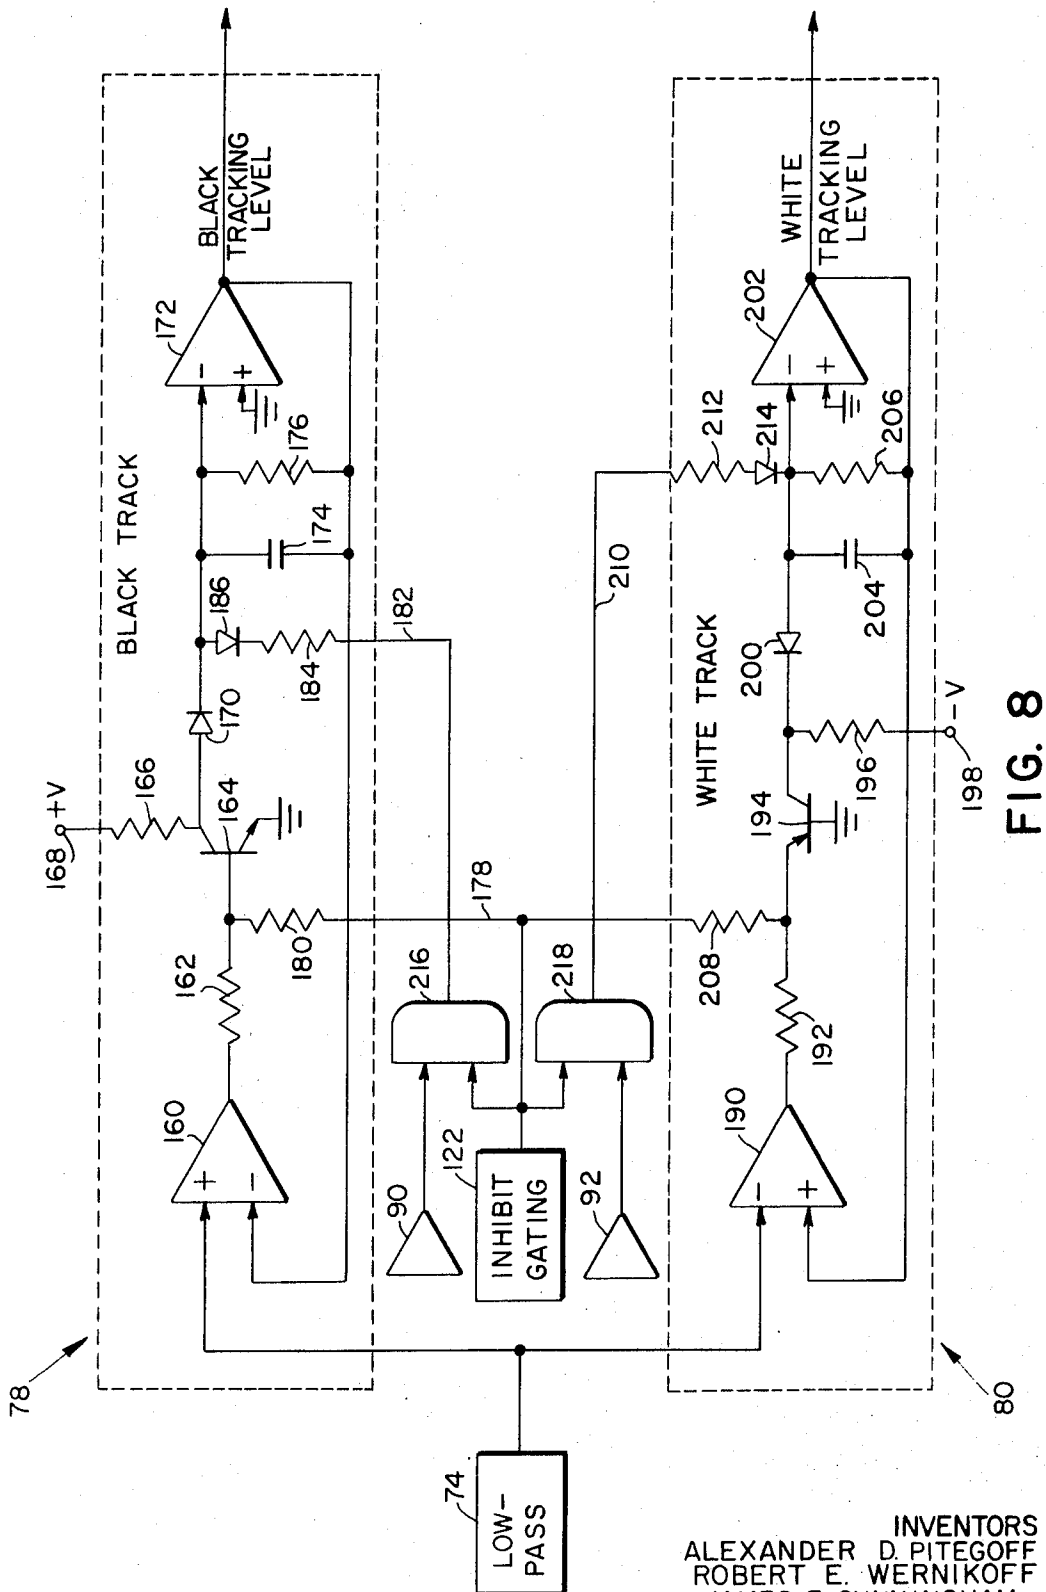 78
BLACK TRACK
168
+V
166
164
170
186
174
176
172
BLACK
TRACKING
LEVEL
160
+
-
162
180
184
182
-
+
178
74
LOW-
PASS
90
122
INHIBIT
GATING
92
216
218
210
80
WHITE TRACK
190
-
+
192
208
194
196
198
-V
200
204
206
212
214
202
-
+
WHITE
TRACKING
LEVEL
FIG. 8
INVENTORS
ALEXANDER D. PITEGOFF
ROBERT E. WERNIKOFF